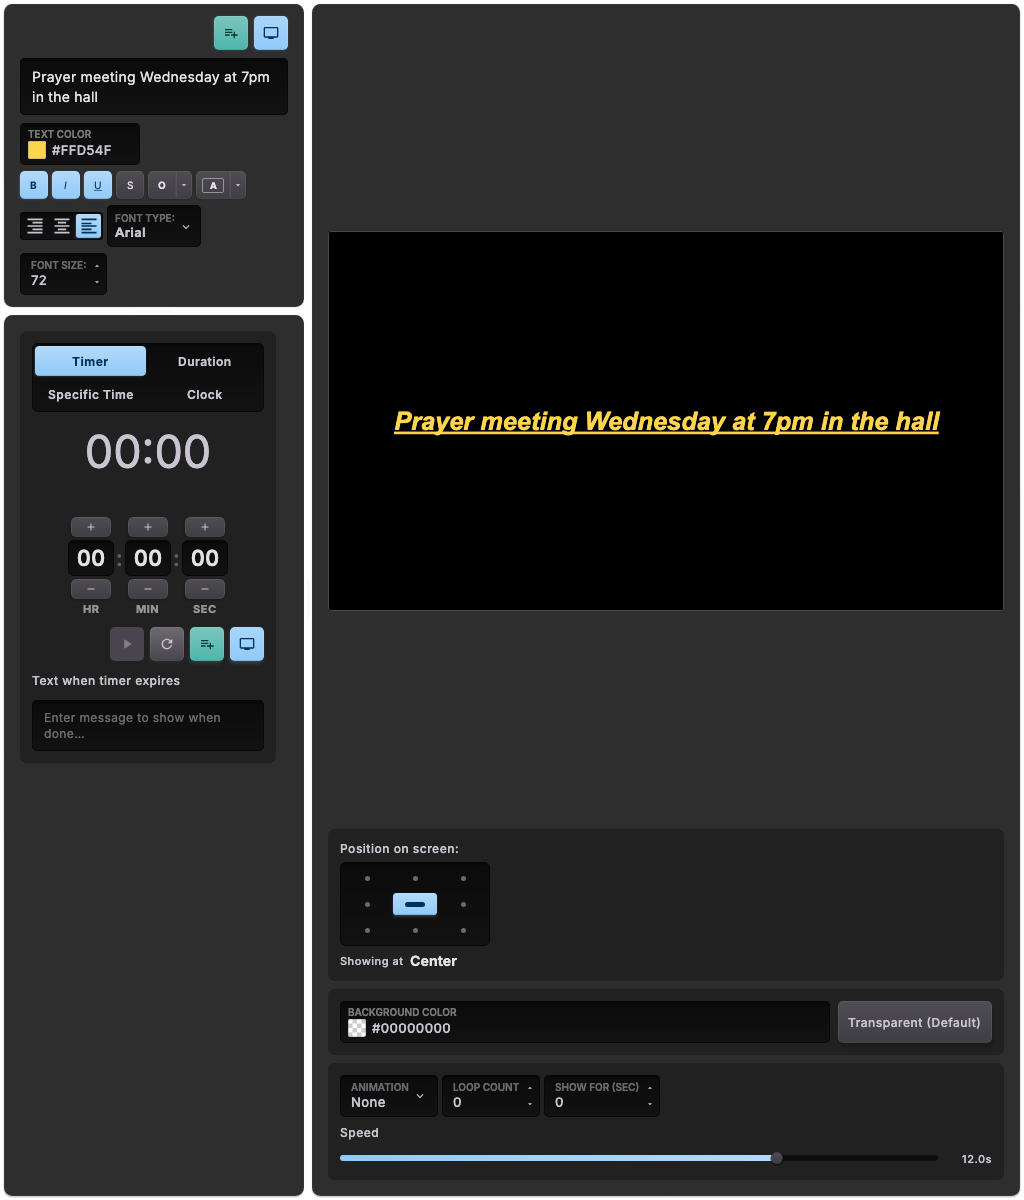 Prayer meeting Wednesday at 7pm
in the hall
TEXT COLOR
#FFD54F
B I U S O A
FONT TYPE:
Arial
FONT SIZE:
72
Timer Duration
Specific Time Clock
00:00
+ + +
00 : 00 : 00
− − −
HR MIN SEC
Text when timer expires
Enter message to show when
done...
Prayer meeting Wednesday at 7pm in the hall
Position on screen:
Showing at Center
BACKGROUND COLOR
#00000000
Transparent (Default)
ANIMATION LOOP COUNT SHOW FOR (SEC)
None 0 0
Speed
12.0s